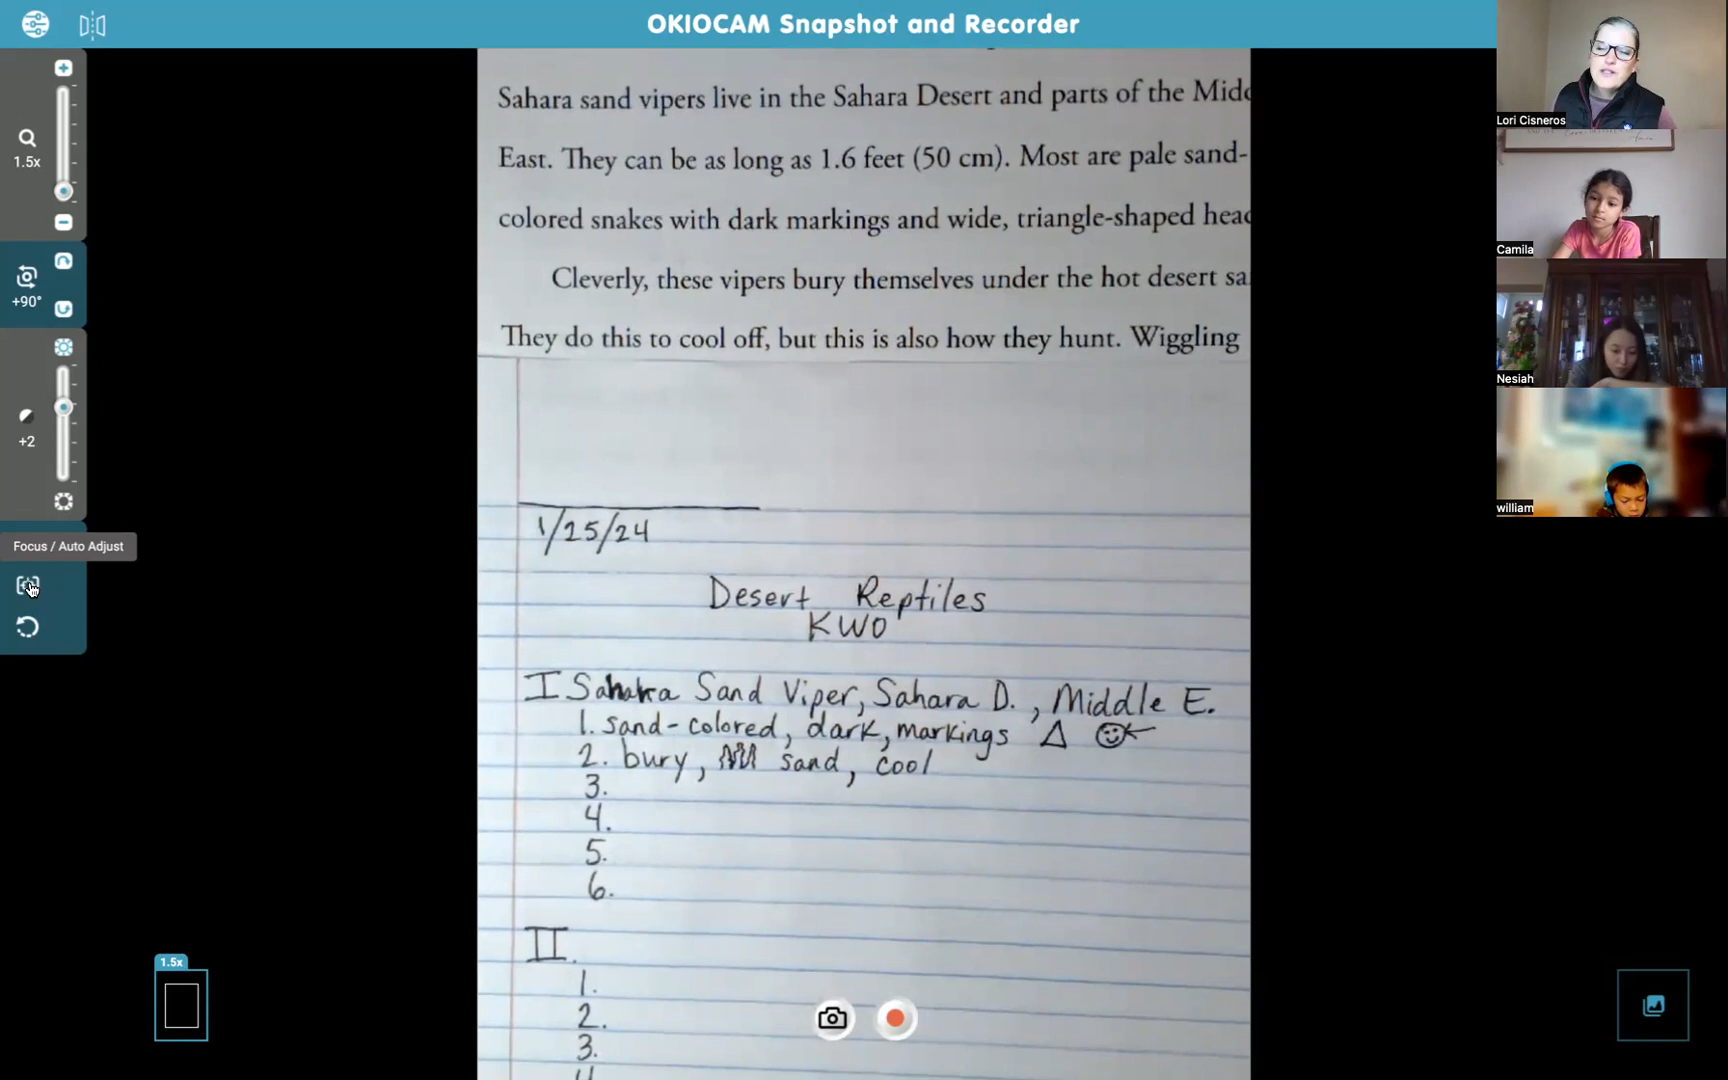 OKIOCAM Snapshot and Recorder
1.5x
+90°
+2
Focus / Auto Adjust
1.5x
Sahara sand vipers live in the Sahara Desert and parts of the Midd
East. They can be as long as 1.6 feet (50 cm). Most are pale sand-
colored snakes with dark markings and wide, triangle-shaped head
Cleverly, these vipers bury themselves under the hot desert sa
They do this to cool off, but this is also how they hunt. Wiggling
1/25/24
Desert Reptiles
KWO
I Sahara Sand Viper, Sahara D., Middle E.
1. sand-colored, dark, markings
2. bury, sand, cool
3.
4.
5.
6.
II.
1.
2.
3.
Lori Cisneros
Camila
Nesiah
william